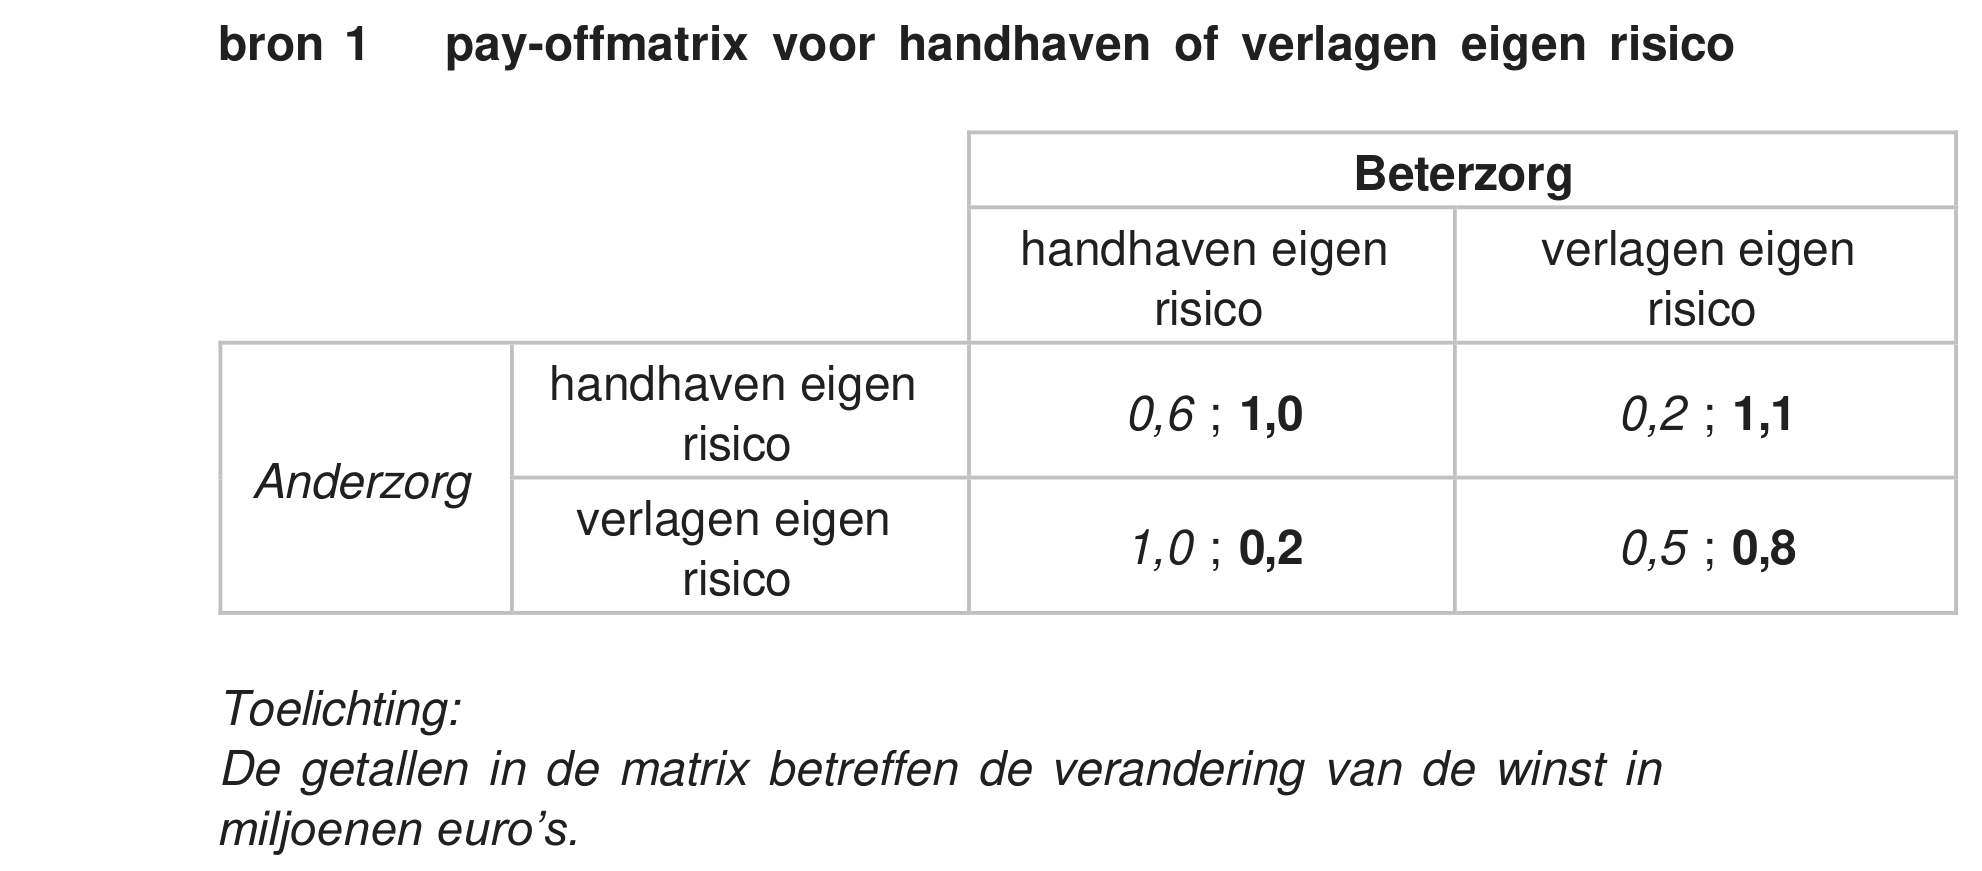 bron 1 pay-offmatrix voor handhaven of verlagen eigen risico
Beterzorg
handhaven eigen
risico
verlagen eigen
risico
Anderzorg
handhaven eigen
risico
0,6 ; 1,0
0,2 ; 1,1
verlagen eigen
risico
1,0 ; 0,2
0,5 ; 0,8
Toelichting:
De getallen in de matrix betreffen de verandering van de winst in
miljoenen euro's.